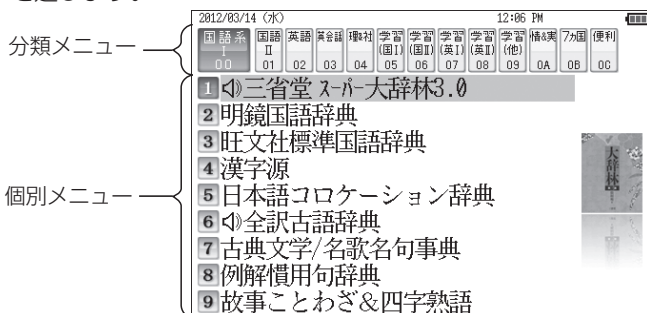 2012/03/14 (水) 12:06 PM
分類メニュー
国語系 I 00
国語 II 01
英語 02
英会話 03
理&社 04
学習 (国I) 05
学習 (国II) 06
学習 (英I) 07
学習 (英II) 08
学習 (他) 09
0A
7カ国 0B
便利 0C
個別メニュー
1 三省堂 スーパー大辞林3.0
2 明鏡国語辞典
3 旺文社標準国語辞典
4 漢字源
5 日本語コロケーション辞典
6 全訳古語辞典
7 古典文学/名歌名句事典
8 例解慣用句辞典
9 故事ことわざ&四字熟語
大辞林